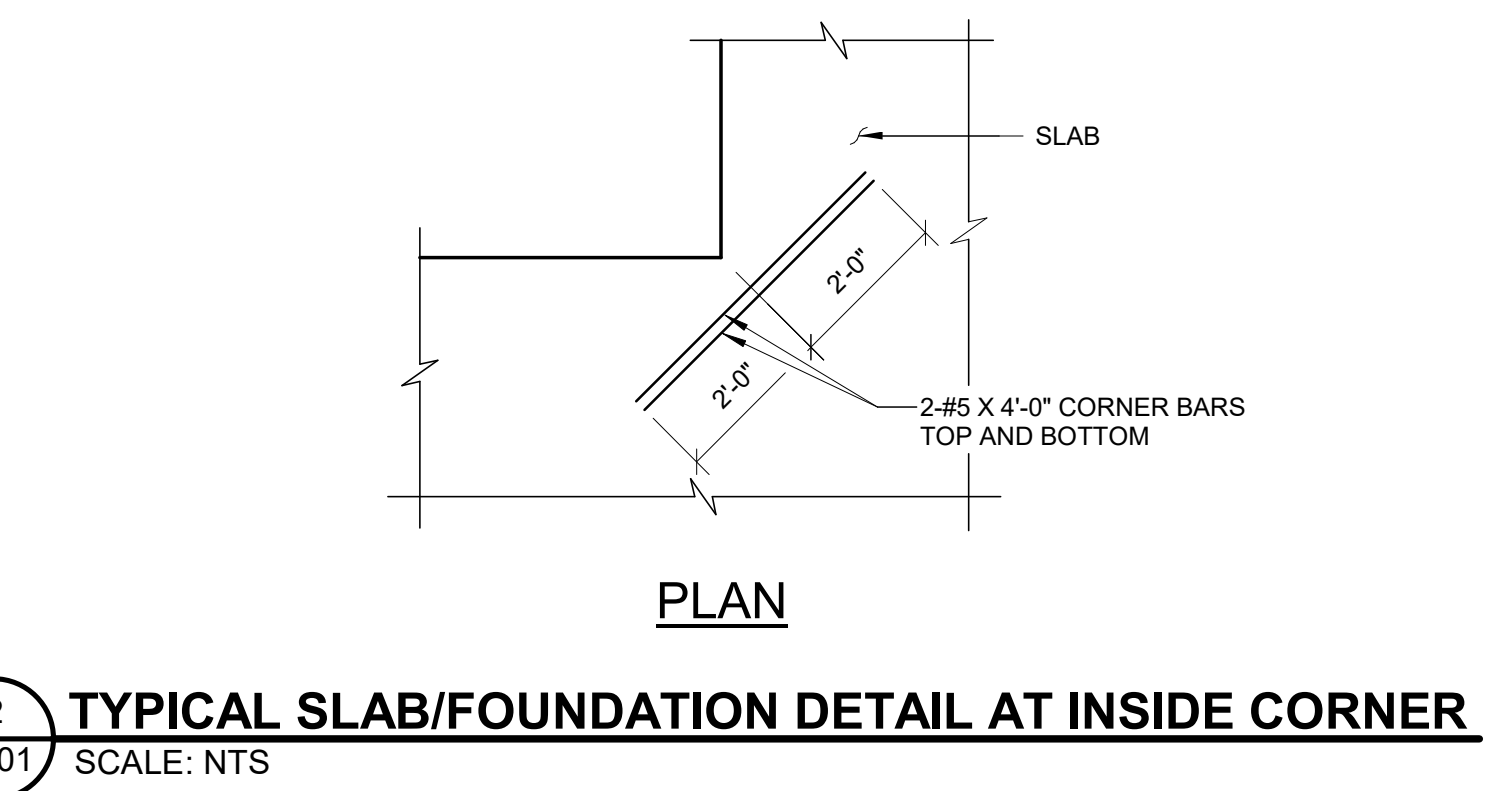 SLAB
2'-0"
2'-0"
2-#5 X 4'-0" CORNER BARS
TOP AND BOTTOM
PLAN
TYPICAL SLAB/FOUNDATION DETAIL AT INSIDE CORNER
01
SCALE: NTS